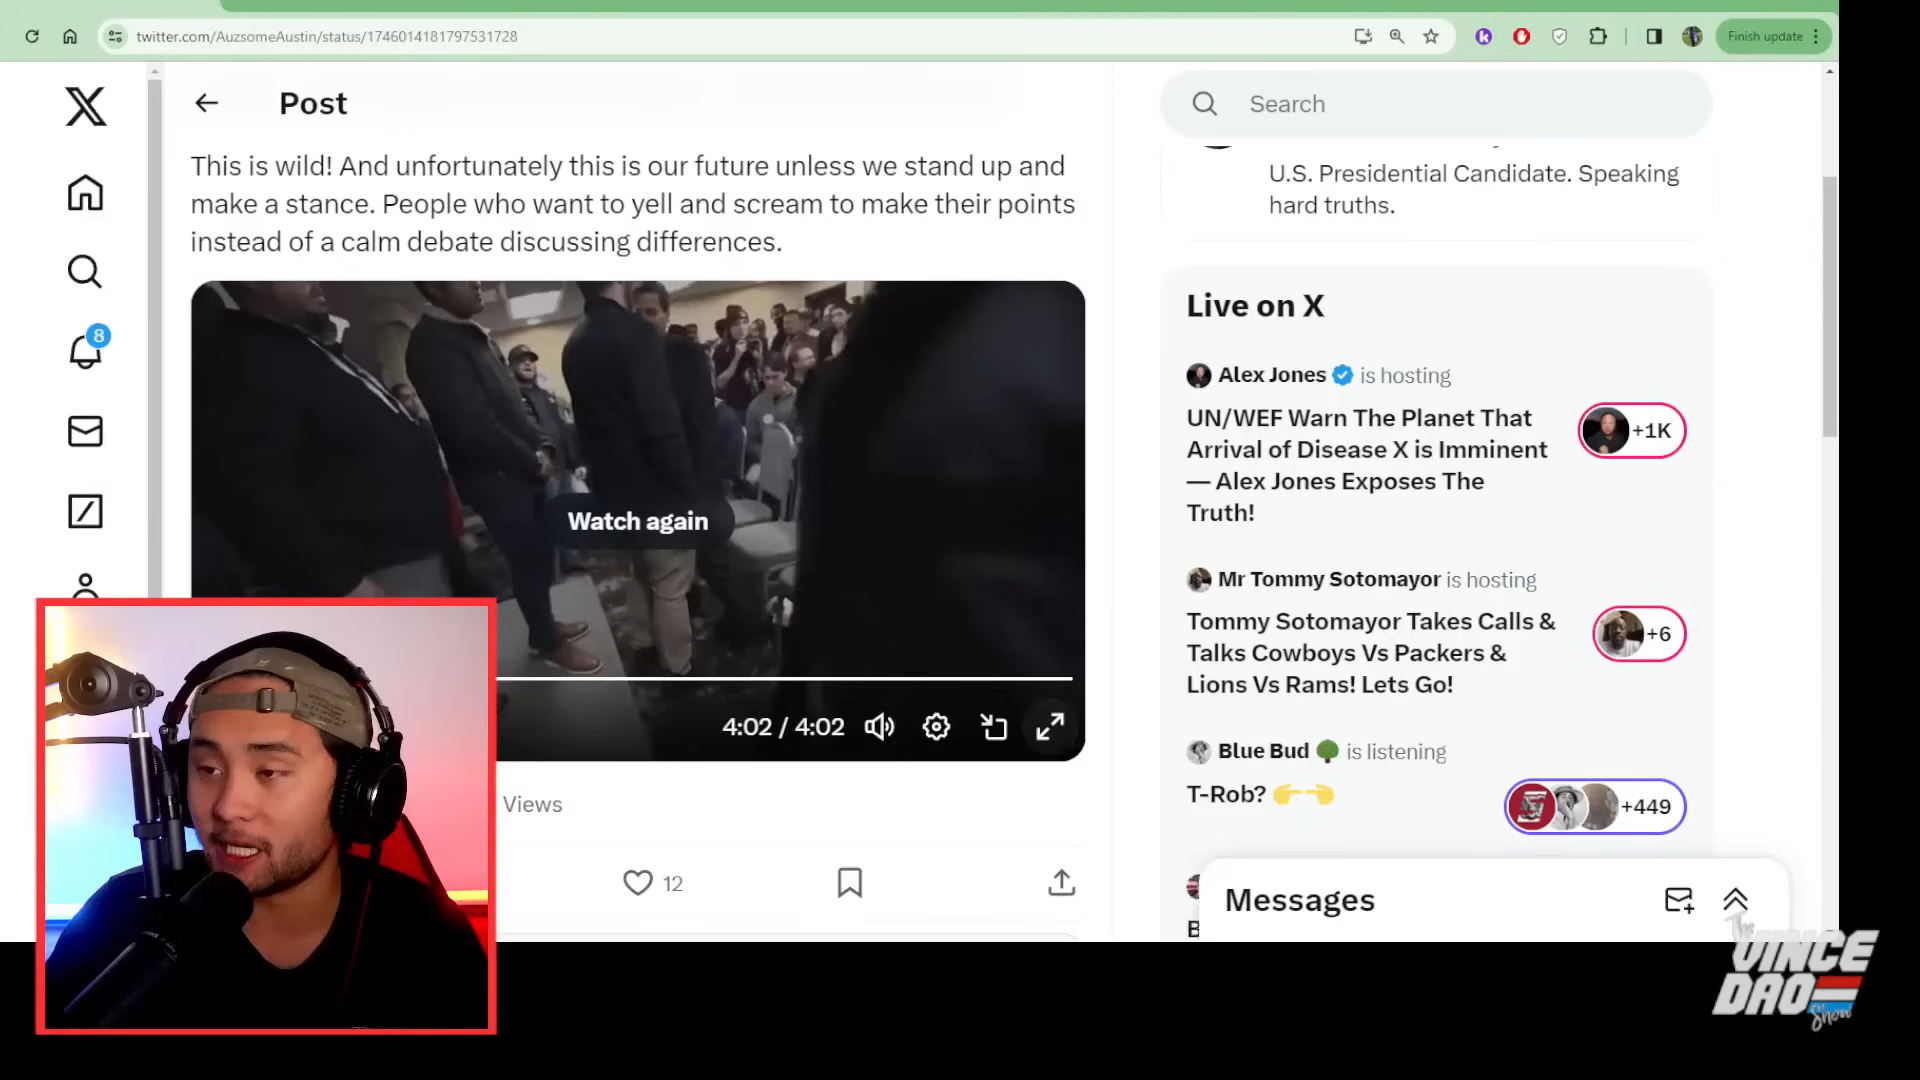 twitter.com/AuzsomeAustin/status/1746014181797531728
Finish update
Post
This is wild! And unfortunately this is our future unless we stand up and
make a stance. People who want to yell and scream to make their points
instead of a calm debate discussing differences.
Watch again
4:02 / 4:02
Views
12
8
Search
U.S. Presidential Candidate. Speaking
hard truths.
Live on X
Alex Jones is hosting
UN/WEF Warn The Planet That
Arrival of Disease X is Imminent
— Alex Jones Exposes The
Truth!
+1K
Mr Tommy Sotomayor is hosting
Tommy Sotomayor Takes Calls &
Talks Cowboys Vs Packers &
Lions Vs Rams! Lets Go!
+6
Blue Bud 🌳 is listening
T-Rob? 👉👈
+449
B
Messages
The
VINCE
DAO
Show